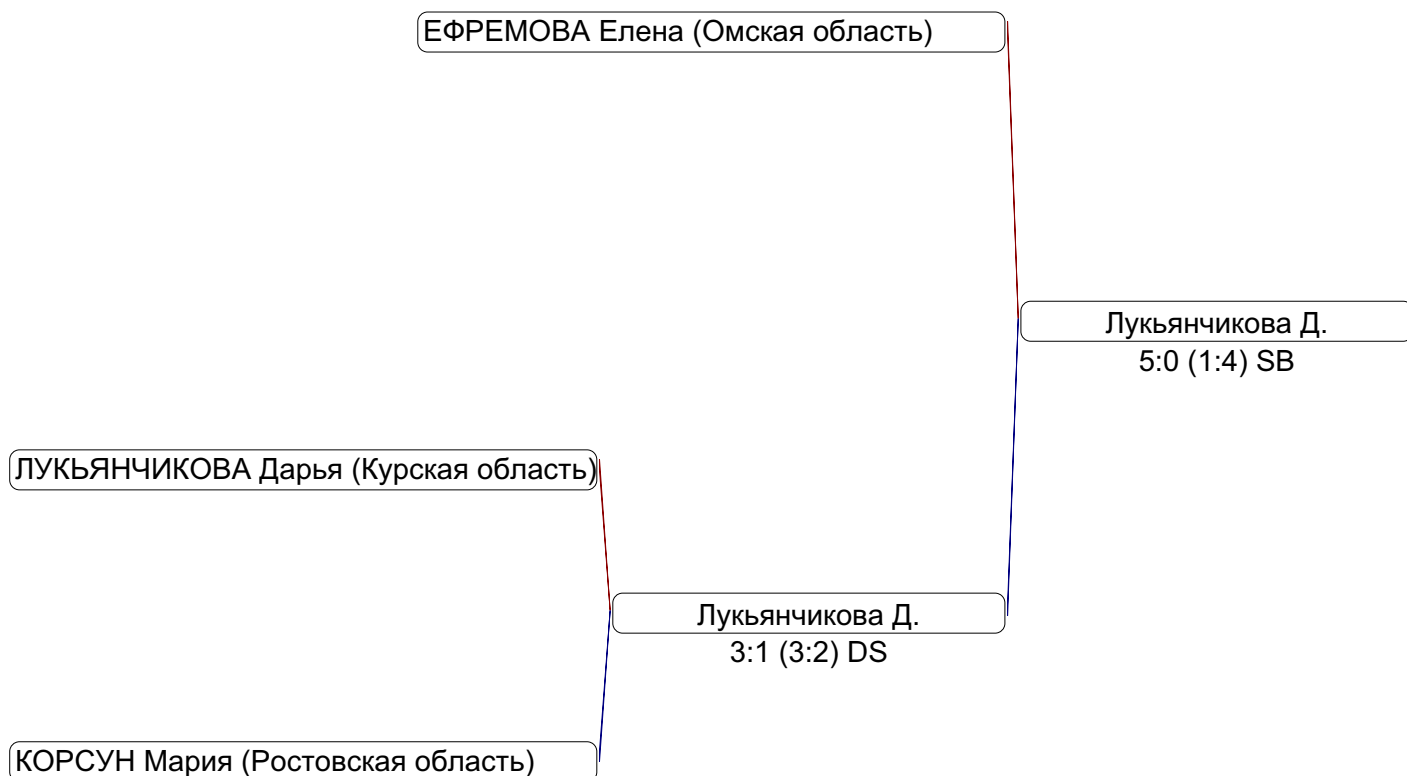 ЕФРЕМОВА Елена (Омская область)
Лукьянчикова Д.
5:0 (1:4) SB
ЛУКЬЯНЧИКОВА Дарья (Курская область)
Лукьянчикова Д.
3:1 (3:2) DS
КОРСУН Мария (Ростовская область)